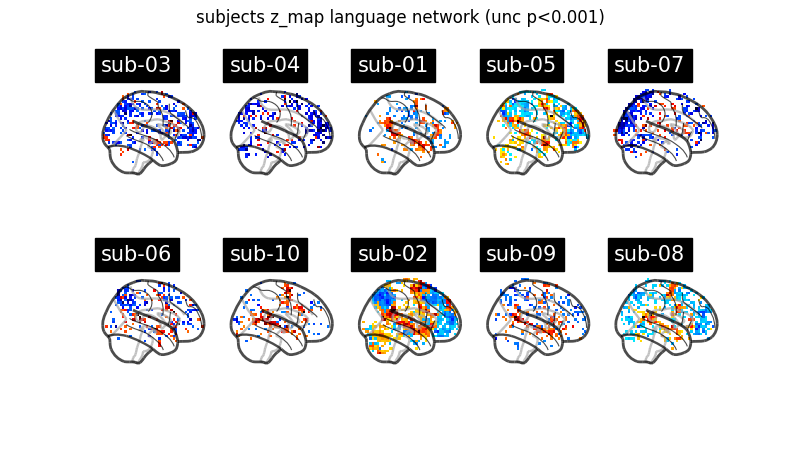 subjects z_map language network (unc p<0.001)
sub-03 sub-04 sub-01 sub-05 sub-07
sub-06 sub-10 sub-02 sub-09 sub-08